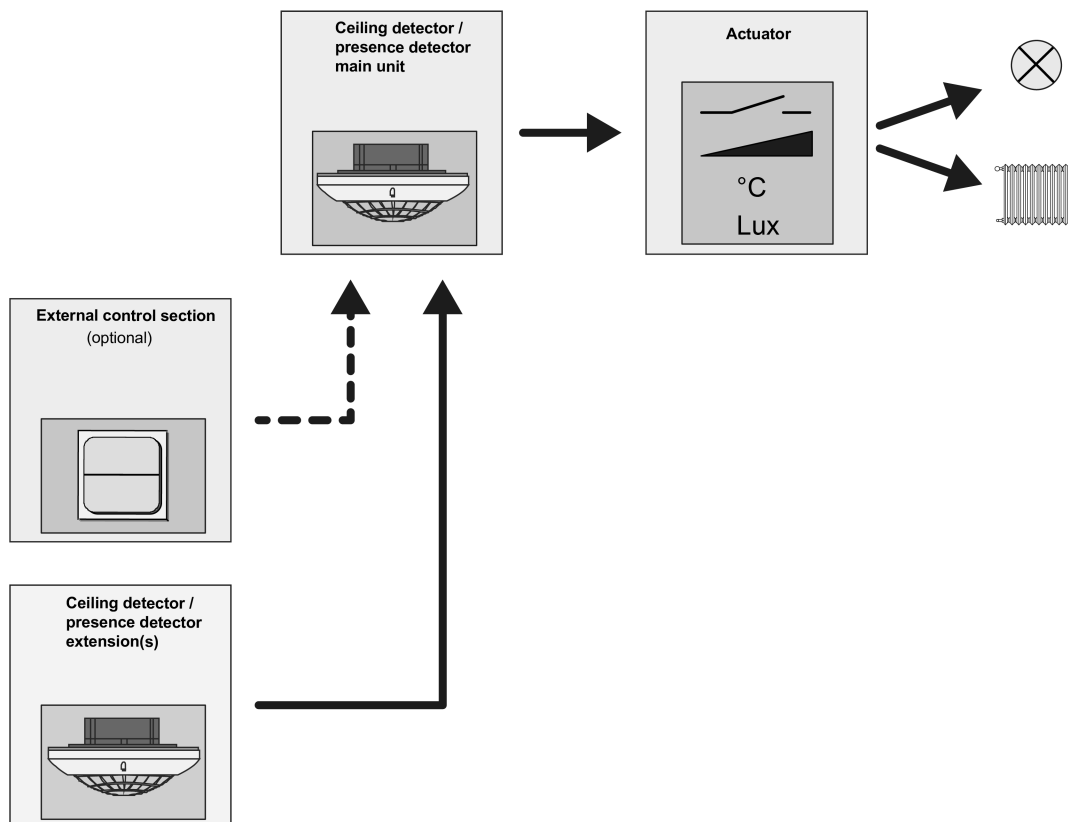 Ceiling detector /
presence detector
main unit
Actuator
°C
Lux
External control section
(optional)
Ceiling detector /
presence detector
extension(s)